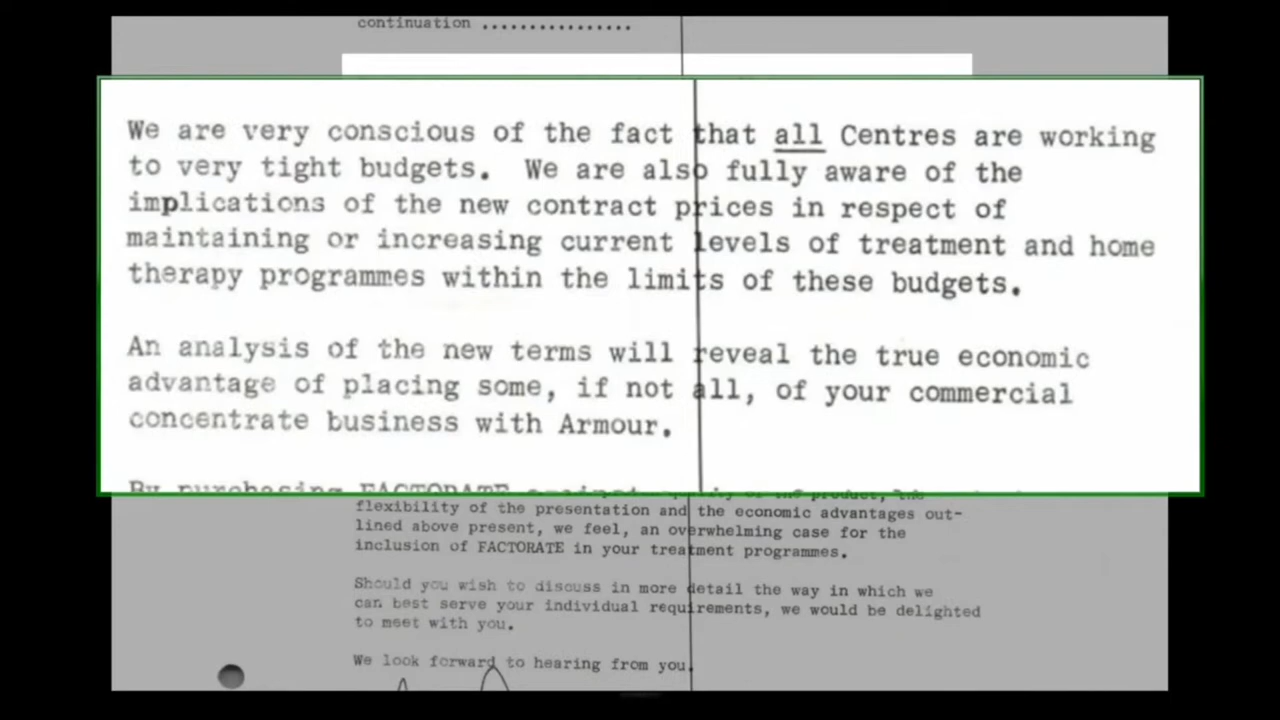 continuation ................
We are very conscious of the fact that all Centres are working
to very tight budgets. We are also fully aware of the
implications of the new contract prices in respect of
maintaining or increasing current levels of treatment and home
therapy programmes within the limits of these budgets.
An analysis of the new terms will reveal the true economic
advantage of placing some, if not all, of your commercial
concentrate business with Armour.
By purchasing FACTORATE product, the
flexibility of the presentation and the economic advantages out-
lined above present, we feel, an overwhelming case for the
inclusion of FACTORATE in your treatment programmes.
Should you wish to discuss in more detail the way in which we
can best serve your individual requirements, we would be delighted
to meet with you.
We look forward to hearing from you.